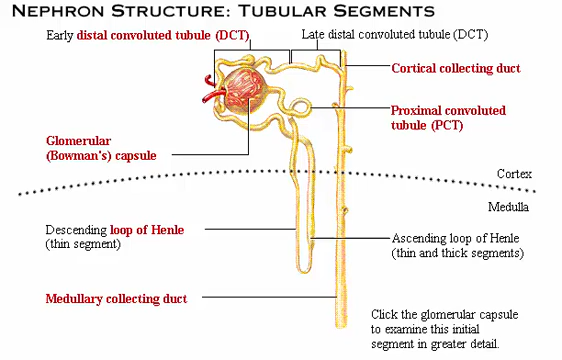 NEPHRON STRUCTURE: TUBULAR SEGMENTS
Early distal convoluted tubule (DCT)
Late distal convoluted tubule (DCT)
Cortical collecting duct
Proximal convoluted
tubule (PCT)
Glomerular
(Bowman's) capsule
Cortex
Medulla
Descending loop of Henle
(thin segment)
Ascending loop of Henle
(thin and thick segments)
Medullary collecting duct
Click the glomerular capsule
to examine this initial
segment in greater detail.